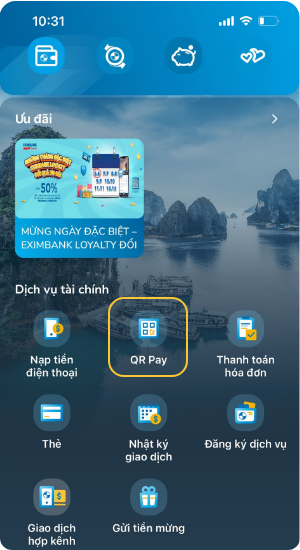 10:31
Ưu đãi
50%
MỪNG NGÀY ĐẶC BIỆT –
EXIMBANK LOYALTY ĐỔI
Dịch vụ tài chính
Nạp tiền
điện thoại
QR Pay
Thanh toán
hóa đơn
Thẻ
Nhật ký
giao dịch
Đăng ký dịch vụ
Giao dịch
hợp kênh
Gửi tiền mừng